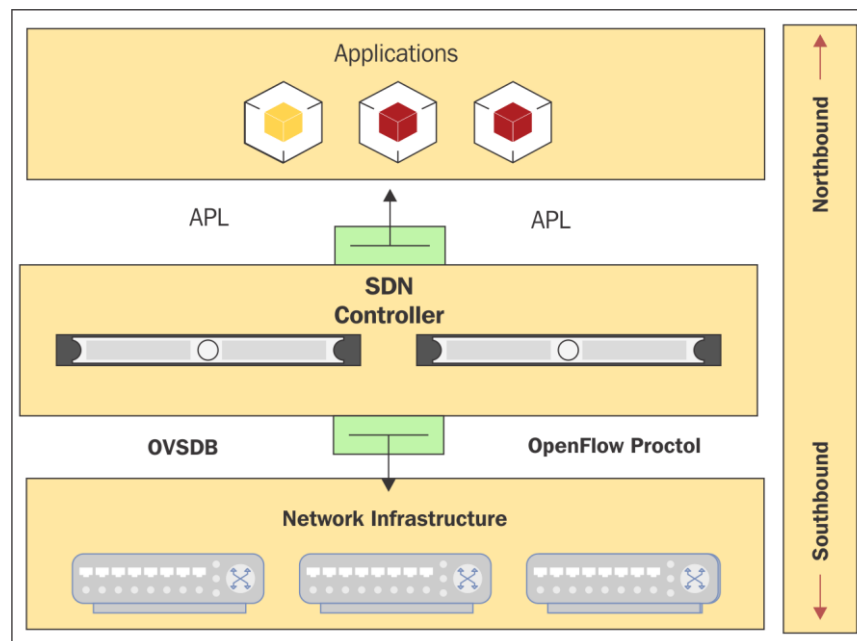 Applications
APL
APL
SDN
Controller
OVSDB
OpenFlow Proctol
Network Infrastructure
Northbound
Southbound